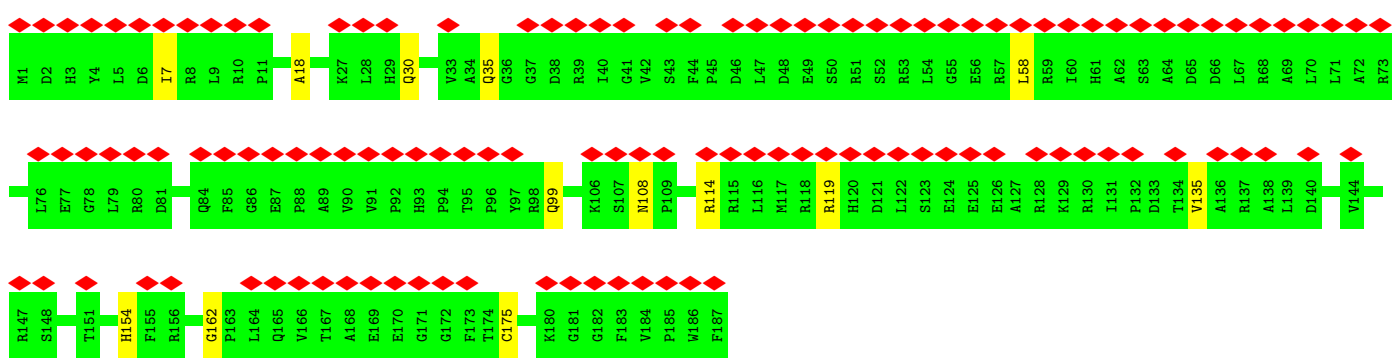 M1 D2 H3 Y4 L5 D6 I7 R8 L9 R10 P11 A18 K27 L28 H29 Q30 V33 A34 Q35 G36 G37 D38 R39 I40 G41 V42 S43 F44 P45 D46 L47 D48 E49 S50 R51 S52 R53 L54 G55 E56 R57 L58 R59 I60 H61 A62 S63 A64 D65 D66 L67 R68 A69 L70 L71 A72 R73
L76 E77 G78 L79 R80 D81 Q84 F85 G86 E87 P88 A89 V90 V91 P92 H93 P94 T95 P96 Y97 R98 Q99 K106 S107 N108 P109 R114 R115 L116 M117 R118 R119 H120 D121 L122 S123 E124 E125 E126 A127 R128 K129 R130 I131 P132 D133 T134 V135 A136 R137 A138 L139 D140 V144
R147 S148 T151 H154 F155 R156 G162 P163 L164 Q165 V166 T167 A168 E169 E170 G171 G172 F173 T174 C175 K180 G181 G182 F183 V184 P185 W186 F187